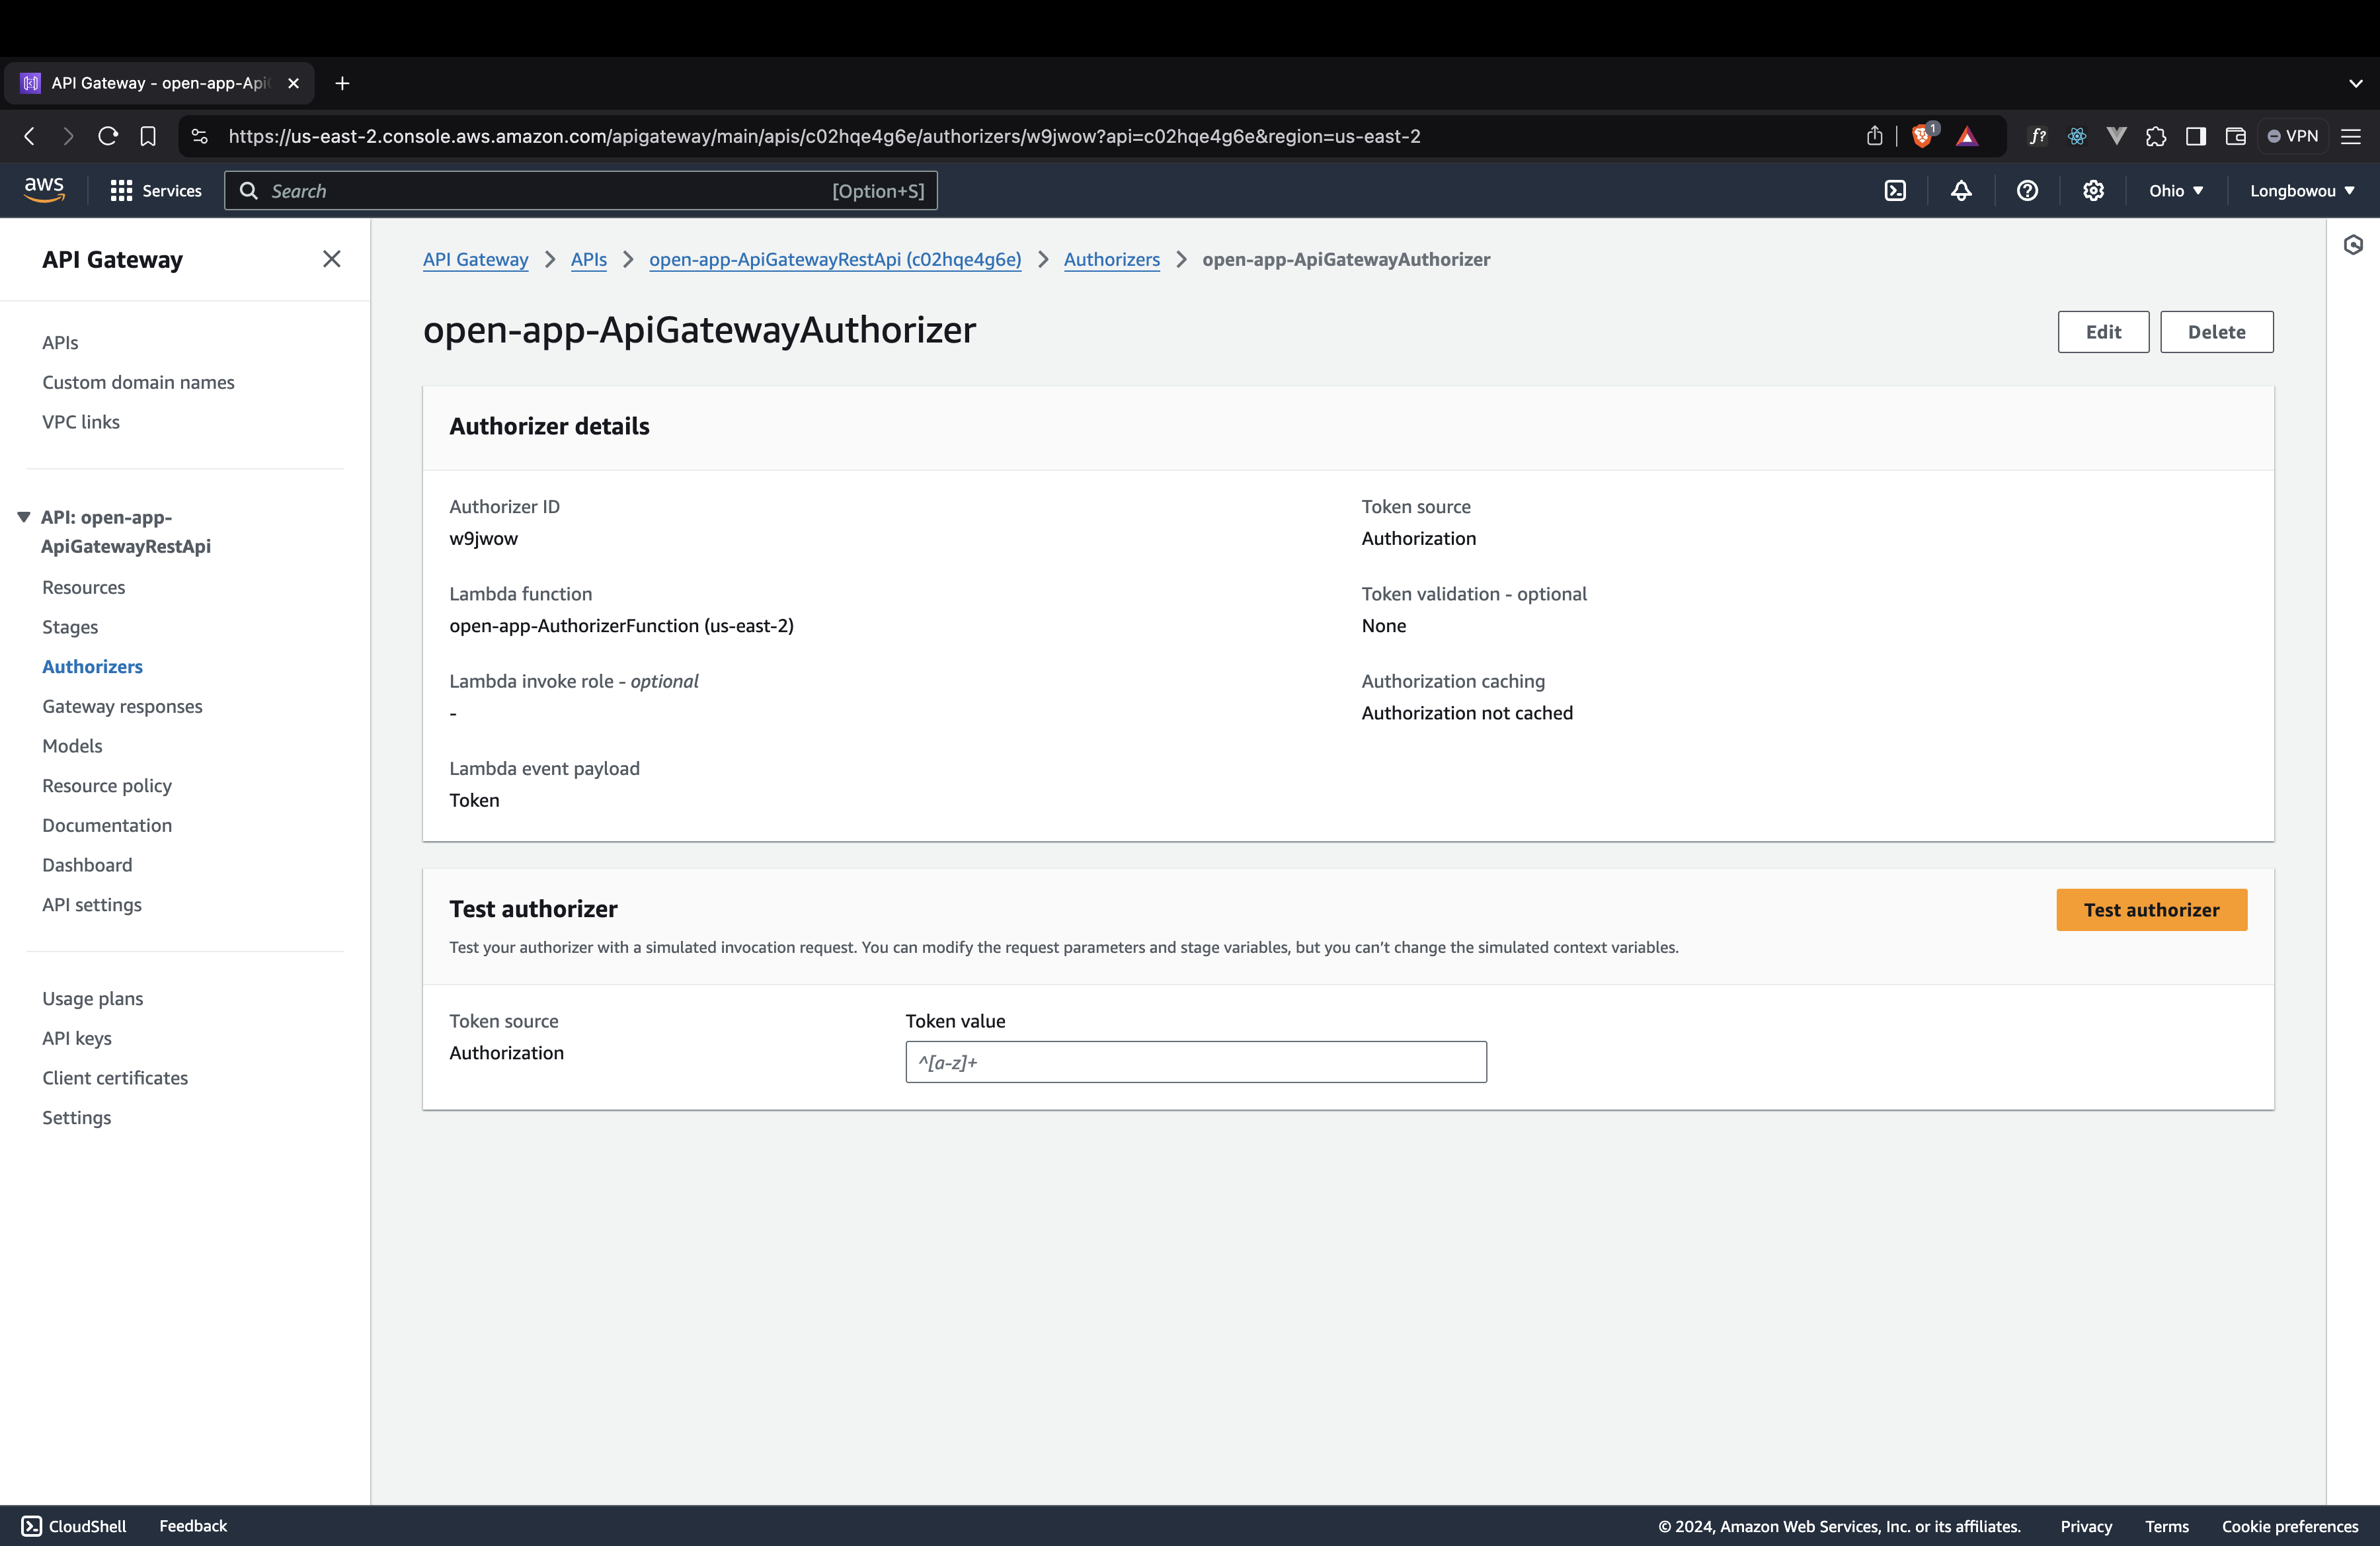 API Gateway - open-app-Api
https://us-east-2.console.aws.amazon.com/apigateway/main/apis/c02hqe4g6e/authorizers/w9jwow?api=c02hqe4g6e&region=us-east-2
1
f?
VPN
aws
Services
Search
[Option+S]
Ohio
Longbowou
API Gateway
APIs
Custom domain names
VPC links
API: open-app-
ApiGatewayRestApi
Resources
Stages
Authorizers
Gateway responses
Models
Resource policy
Documentation
Dashboard
API settings
Usage plans
API keys
Client certificates
Settings
API Gateway > APIs > open-app-ApiGatewayRestApi (c02hqe4g6e) > Authorizers > open-app-ApiGatewayAuthorizer
open-app-ApiGatewayAuthorizer
Edit
Delete
Authorizer details
Authorizer ID
w9jwow
Lambda function
open-app-AuthorizerFunction (us-east-2)
Lambda invoke role - optional
-
Lambda event payload
Token
Token source
Authorization
Token validation - optional
None
Authorization caching
Authorization not cached
Test authorizer
Test authorizer
Test your authorizer with a simulated invocation request. You can modify the request parameters and stage variables, but you can't change the simulated context variables.
Token source
Authorization
Token value
^[a-z]+
CloudShell
Feedback
© 2024, Amazon Web Services, Inc. or its affiliates.
Privacy
Terms
Cookie preferences